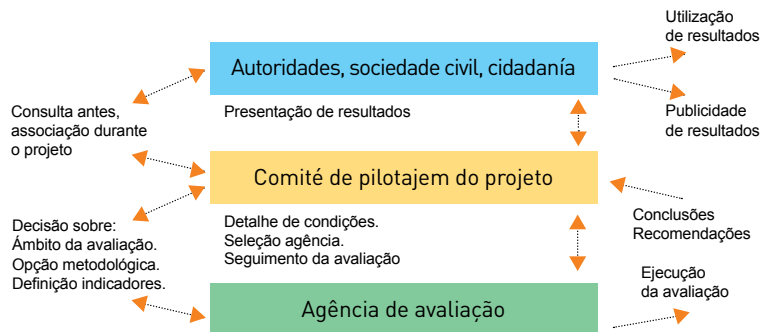 Utilização
de resultados
Autoridades, sociedade civil, cidadanía
Consulta antes,
associação durante
o projeto
Presentação de resultados
Publicidade
de resultados
Comité de pilotajem do projeto
Decisão sobre:
Ámbito da avaliação.
Opção metodológica.
Definição indicadores.
Detalhe de condições.
Seleção agência.
Seguimento da avaliação
Conclusões
Recomendações
Ejecução
da avaliação
Agência de avaliação